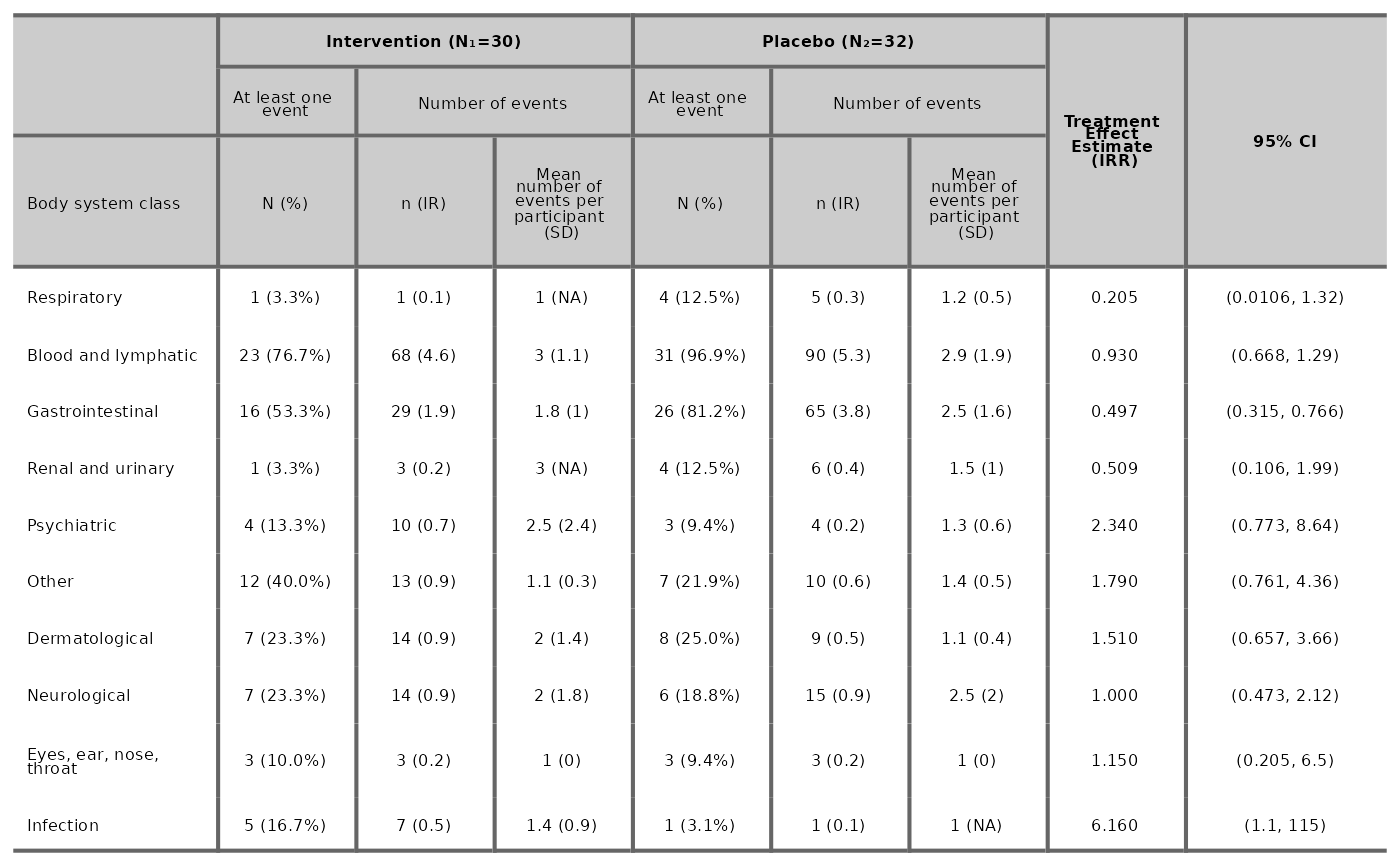 Intervention (N₁=30) Placebo (N₂=32)
At least one
event
Number of events
At least one
event
Number of events
Treatment
Effect
Estimate
(IRR)
95% CI
Body system class
N (%)
n (IR)
Mean
number of
events per
participant
(SD)
N (%)
n (IR)
Mean
number of
events per
participant
(SD)
Respiratory 1 (3.3%) 1 (0.1) 1 (NA) 4 (12.5%) 5 (0.3) 1.2 (0.5) 0.205 (0.0106, 1.32)
Blood and lymphatic 23 (76.7%) 68 (4.6) 3 (1.1) 31 (96.9%) 90 (5.3) 2.9 (1.9) 0.930 (0.668, 1.29)
Gastrointestinal 16 (53.3%) 29 (1.9) 1.8 (1) 26 (81.2%) 65 (3.8) 2.5 (1.6) 0.497 (0.315, 0.766)
Renal and urinary 1 (3.3%) 3 (0.2) 3 (NA) 4 (12.5%) 6 (0.4) 1.5 (1) 0.509 (0.106, 1.99)
Psychiatric 4 (13.3%) 10 (0.7) 2.5 (2.4) 3 (9.4%) 4 (0.2) 1.3 (0.6) 2.340 (0.773, 8.64)
Other 12 (40.0%) 13 (0.9) 1.1 (0.3) 7 (21.9%) 10 (0.6) 1.4 (0.5) 1.790 (0.761, 4.36)
Dermatological 7 (23.3%) 14 (0.9) 2 (1.4) 8 (25.0%) 9 (0.5) 1.1 (0.4) 1.510 (0.657, 3.66)
Neurological 7 (23.3%) 14 (0.9) 2 (1.8) 6 (18.8%) 15 (0.9) 2.5 (2) 1.000 (0.473, 2.12)
Eyes, ear, nose,
throat
3 (10.0%) 3 (0.2) 1 (0) 3 (9.4%) 3 (0.2) 1 (0) 1.150 (0.205, 6.5)
Infection 5 (16.7%) 7 (0.5) 1.4 (0.9) 1 (3.1%) 1 (0.1) 1 (NA) 6.160 (1.1, 115)